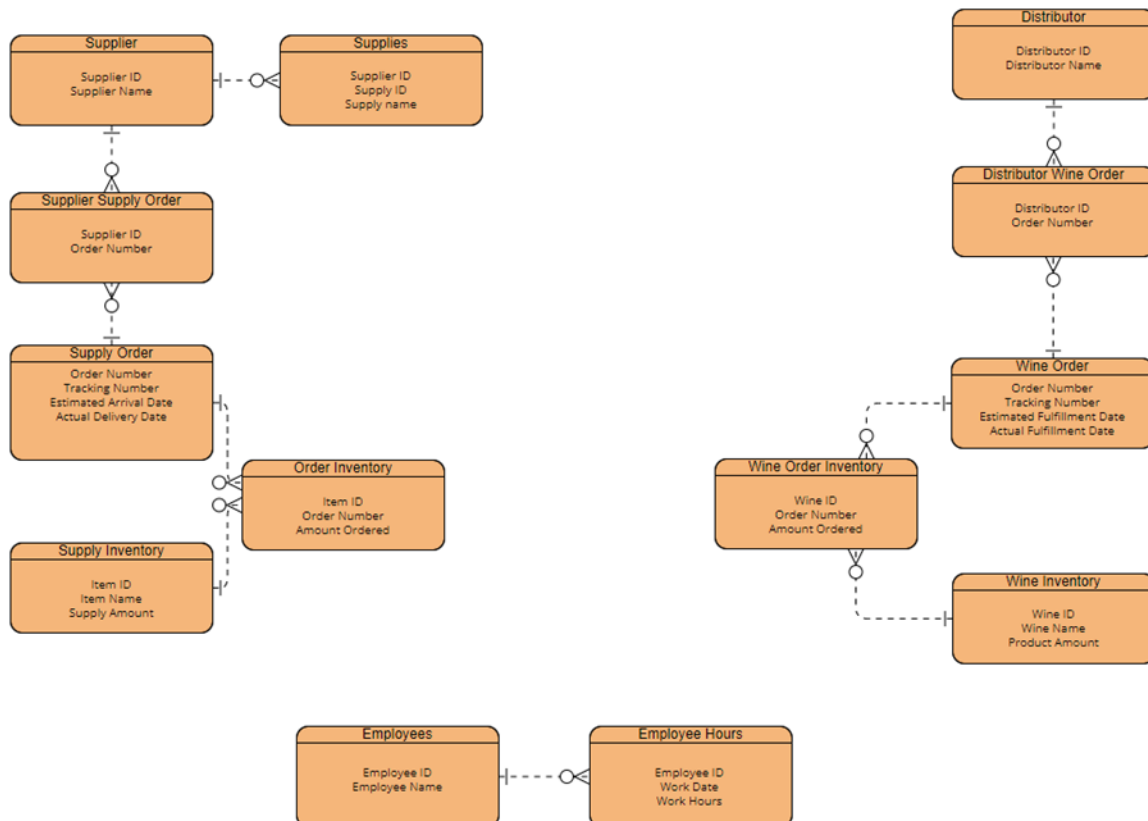 Supplier
Supplier ID
Supplier Name
Supplies
Supplier ID
Supply ID
Supply name
Distributor
Distributor ID
Distributor Name
Supplier Supply Order
Supplier ID
Order Number
Distributor Wine Order
Distributor ID
Order Number
Supply Order
Order Number
Tracking Number
Estimated Arrival Date
Actual Delivery Date
Wine Order
Order Number
Tracking Number
Estimated Fulfillment Date
Actual Fulfillment Date
Order Inventory
Item ID
Order Number
Amount Ordered
Wine Order Inventory
Wine ID
Order Number
Amount Ordered
Supply Inventory
Item ID
Item Name
Supply Amount
Wine Inventory
Wine ID
Wine Name
Product Amount
Employees
Employee ID
Employee Name
Employee Hours
Employee ID
Work Date
Work Hours